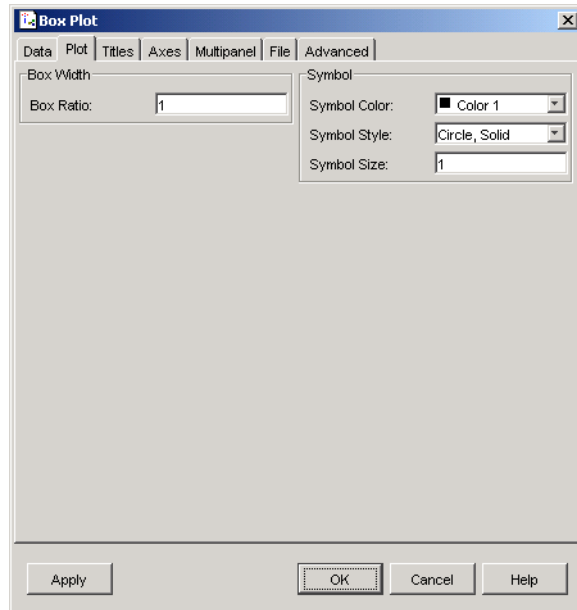 Box Plot
Data Plot Titles Axes Multipanel File Advanced
Box Width
Box Ratio: 1
Symbol
Symbol Color: Color 1
Symbol Style: Circle, Solid
Symbol Size: 1
Apply OK Cancel Help